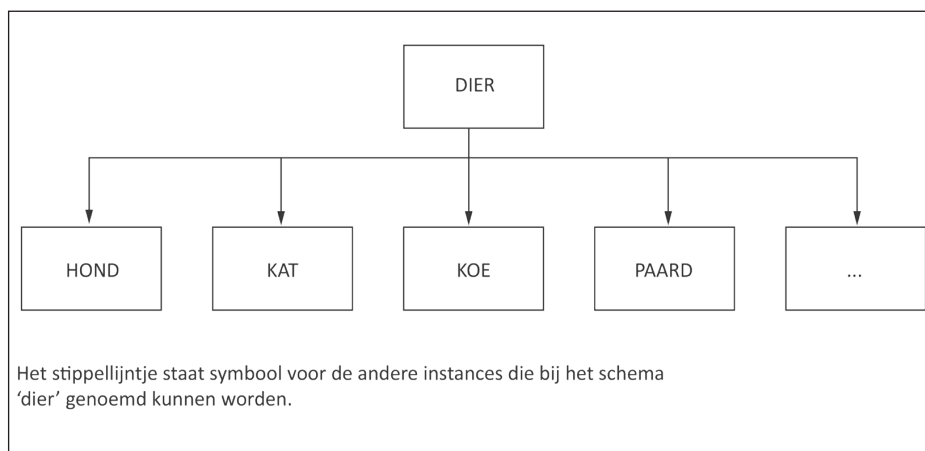 DIER
HOND
KAT
KOE
PAARD
...
Het stippellijntje staat symbool voor de andere instances die bij het schema
‘dier’ genoemd kunnen worden.